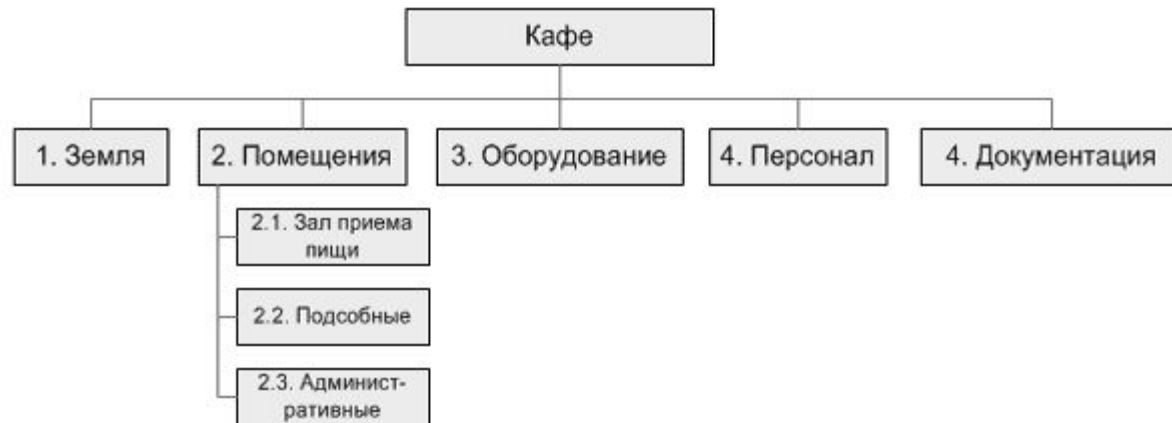 Кафе
1. Земля
2. Помещения
3. Оборудование
4. Персонал
4. Документация
2.1. Зал приема
пищи
2.2. Подсобные
2.3. Админист-
ративные